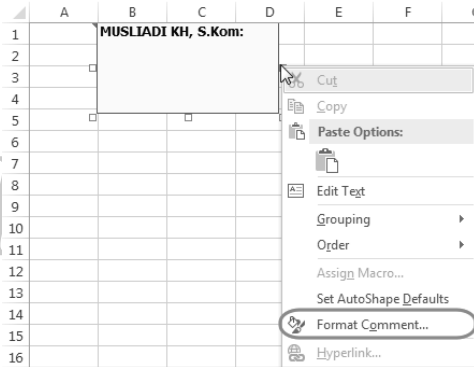 A B C D E F
1 MUSLIADI KH, S.Kom:
2
3 Cut
4 Copy
5 Paste Options:
6
7
8 Edit Text
9 Grouping
10 Order
11
12 Assign Macro...
13 Set AutoShape Defaults
14 Format Comment...
15
16 Hyperlink...